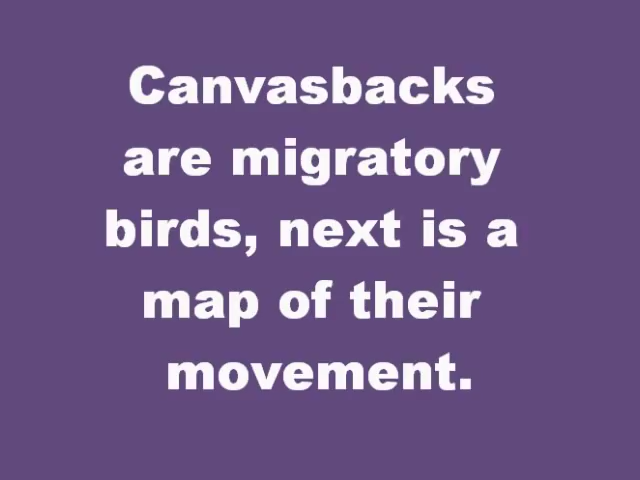 Canvasbacks
are migratory
birds, next is a
map of their
movement.